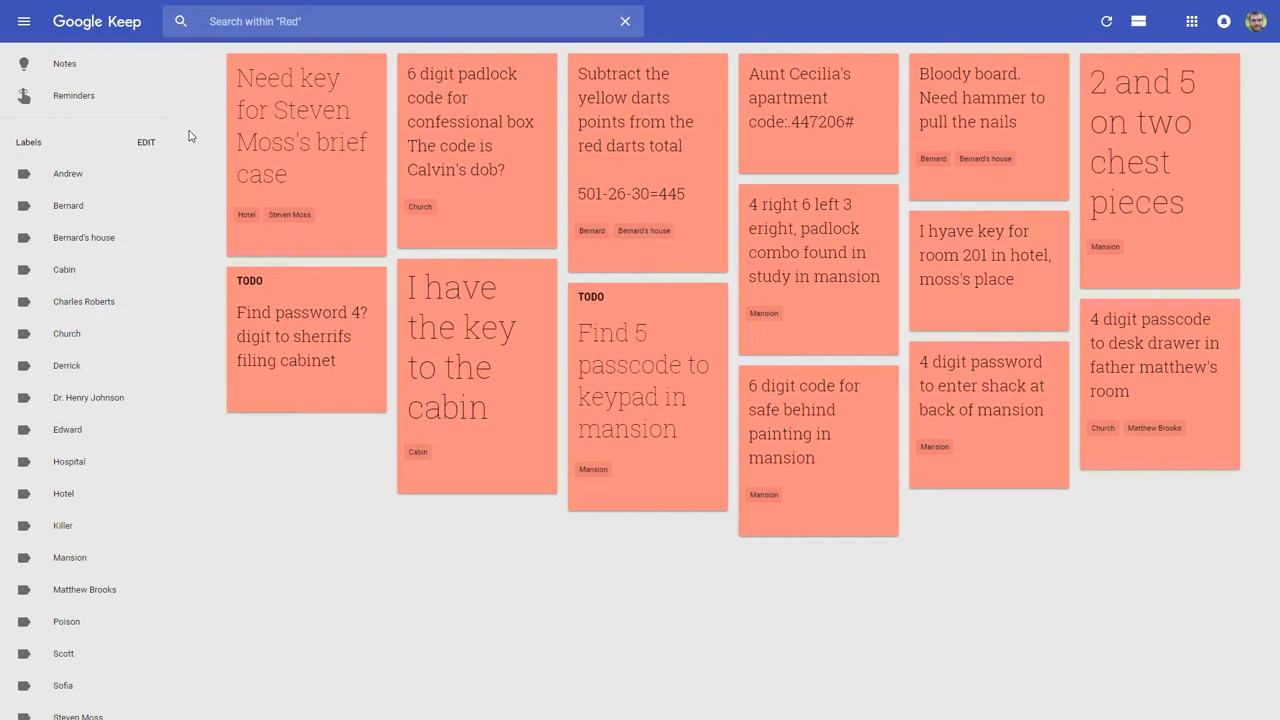 Google Keep
Search within "Red"
Notes
Reminders
Labels
EDIT
Andrew
Bernard
Bernard's house
Cabin
Charles Roberts
Church
Derrick
Dr. Henry Johnson
Edward
Hospital
Hotel
Killer
Mansion
Matthew Brooks
Poison
Scott
Sofia
Steven Moss
Need key
for Steven
Moss's brief
case
Hotel
Steven Moss
TODO
Find password 4?
digit to sherrifs
filing cabinet
6 digit padlock
code for
confessional box
The code is
Calvin's dob?
Church
I have
the key
to the
cabin
Cabin
Subtract the
yellow darts
points from the
red darts total
501-26-30=445
Bernard
Bernard's house
TODO
Find 5
passcode to
keypad in
mansion
Mansion
Aunt Cecilia's
apartment
code:.447206#
4 right 6 left 3
eright, padlock
combo found in
study in mansion
Mansion
6 digit code for
safe behind
painting in
mansion
Mansion
Bloody board.
Need hammer to
pull the nails
Bernard
Bernard's house
I hyave key for
room 201 in hotel,
moss's place
4 digit password
to enter shack at
back of mansion
Mansion
2 and 5
on two
chest
pieces
Mansion
4 digit passcode
to desk drawer in
father matthew's
room
Church
Matthew Brooks